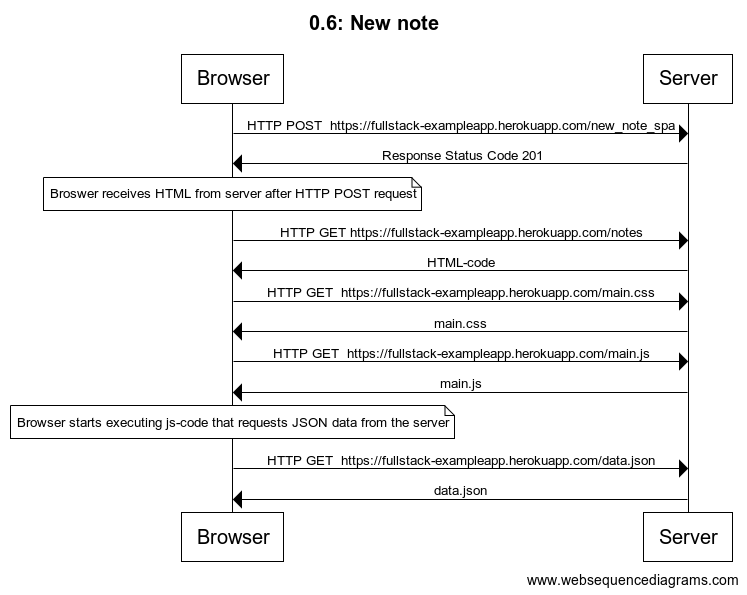 0.6: New note
Browser
Server
HTTP POST  https://fullstack-exampleapp.herokuapp.com/new_note_spa
Response Status Code 201
Broswer receives HTML from server after HTTP POST request
HTTP GET https://fullstack-exampleapp.herokuapp.com/notes
HTML-code
HTTP GET  https://fullstack-exampleapp.herokuapp.com/main.css
main.css
HTTP GET  https://fullstack-exampleapp.herokuapp.com/main.js
main.js
Browser starts executing js-code that requests JSON data from the server
HTTP GET  https://fullstack-exampleapp.herokuapp.com/data.json
data.json
Browser
Server
www.websequencediagrams.com